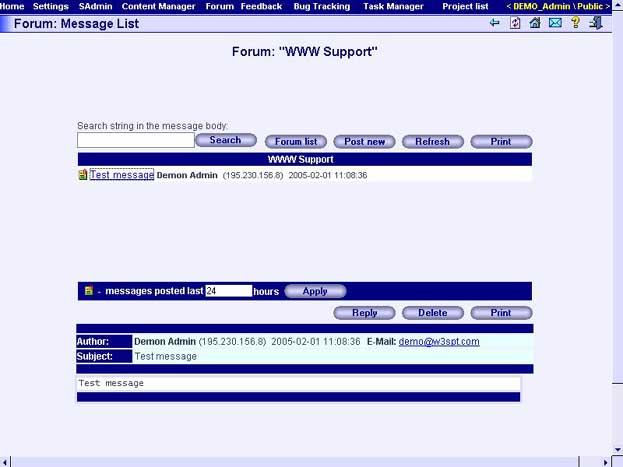 Home Settings SAdmin Content Manager Forum Feedback Bug Tracking Task Manager Project list < DEMO_Admin \ Public >
Forum: Message List
Forum: "WWW Support"
Search string in the message body:
Search Forum list Post new Refresh Print
WWW Support
Test message Demon Admin (195.230.156.8) 2005-02-01 11:08:36
- messages posted last 24 hours Apply
Reply Delete Print
Author: Demon Admin (195.230.156.8) 2005-02-01 11:08:36 E-Mail: demo@w3spt.com
Subject: Test message
Test message